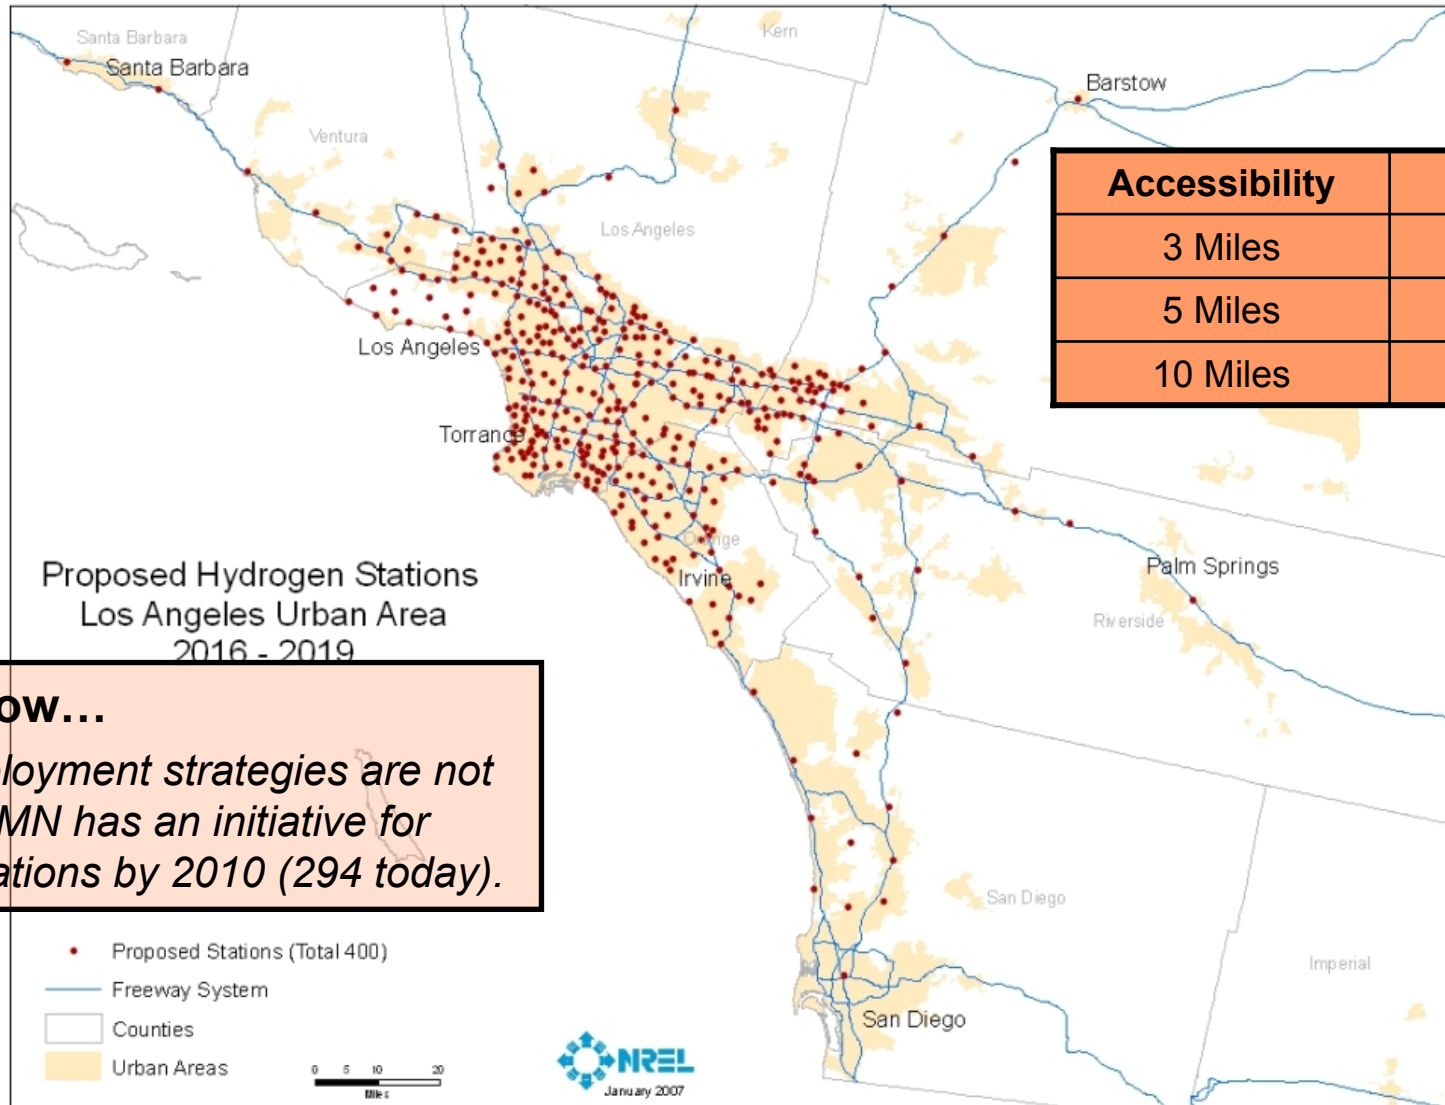 Santa Barbara
Santa Barbara
Kern
Barstow
Ventura
Los Angeles
Accessibility
3 Miles
5 Miles
10 Miles
Los Angeles
Torrance
Orange
Irvine
Palm Springs
Riverside
Proposed Hydrogen Stations
Los Angeles Urban Area
2016 - 2019
ow…
ployment strategies are not
MN has an initiative for
ations by 2010 (294 today).
San Diego
Imperial
San Diego
Proposed Stations (Total 400)
Freeway System
Counties
Urban Areas
0 5 10 20
Miles
NREL
January 2007